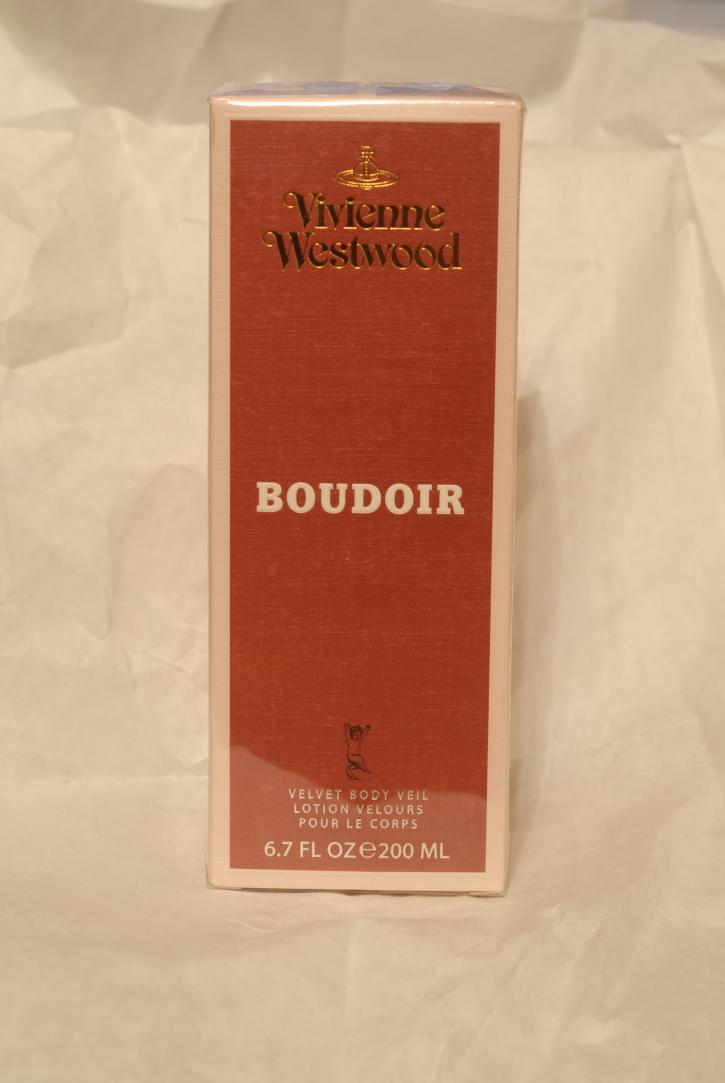 Vivienne
Westwood
BOUDOIR
VELVET BODY VEIL
LOTION VELOURS
POUR LE CORPS
6.7 FL OZ℮200 ML